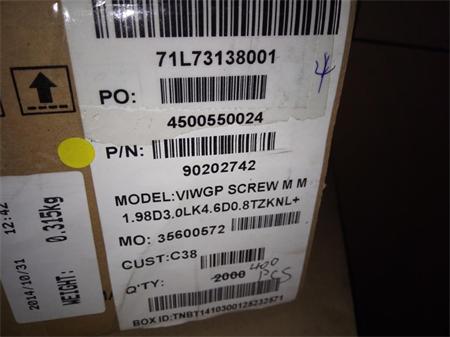 71L73138001
PO:
4500550024
P/N:
90202742
MODEL:VIWGP SCREW M M
1.98D3.0LK4.6D0.8TZKNL+
MO: 35600572
CUST:C38
Q'TY: 2000 400 PCS
BOX ID:TNBT1410300125232571
2014/10/31 12:42
WEIGHT: 0.315kg